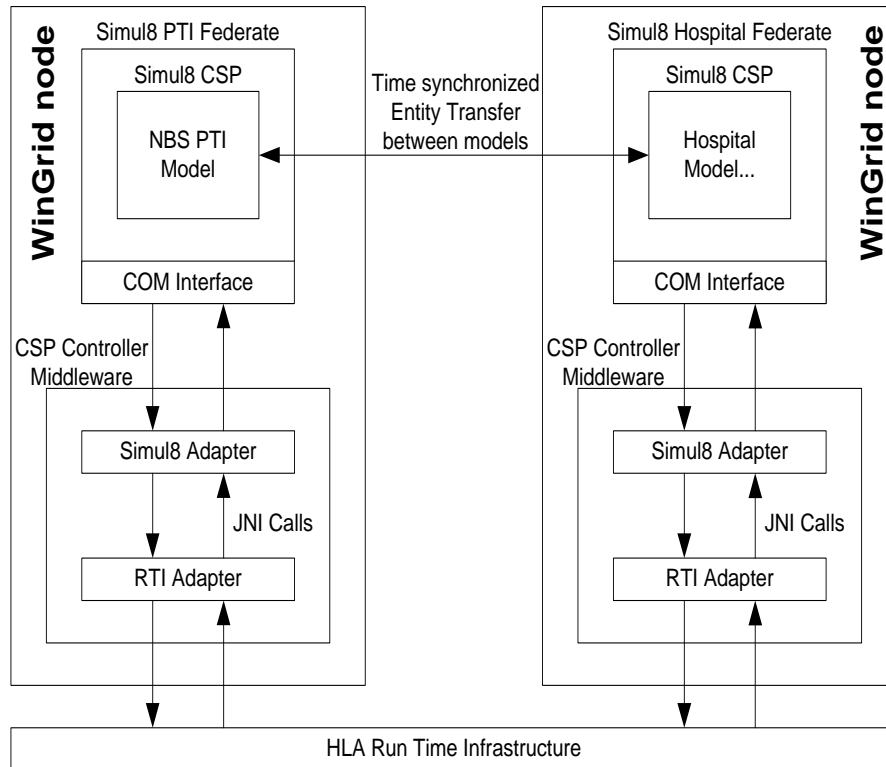 WinGrid node
Simul8 PTI Federate
Simul8 CSP
NBS PTI
Model
COM Interface
CSP Controller
Middleware
Simul8 Adapter
JNI Calls
RTI Adapter
Time synchronized
Entity Transfer
between models
Simul8 Hospital Federate
Simul8 CSP
Hospital
Model...
WinGrid node
COM Interface
CSP Controller
Middleware
Simul8 Adapter
JNI Calls
RTI Adapter
HLA Run Time Infrastructure